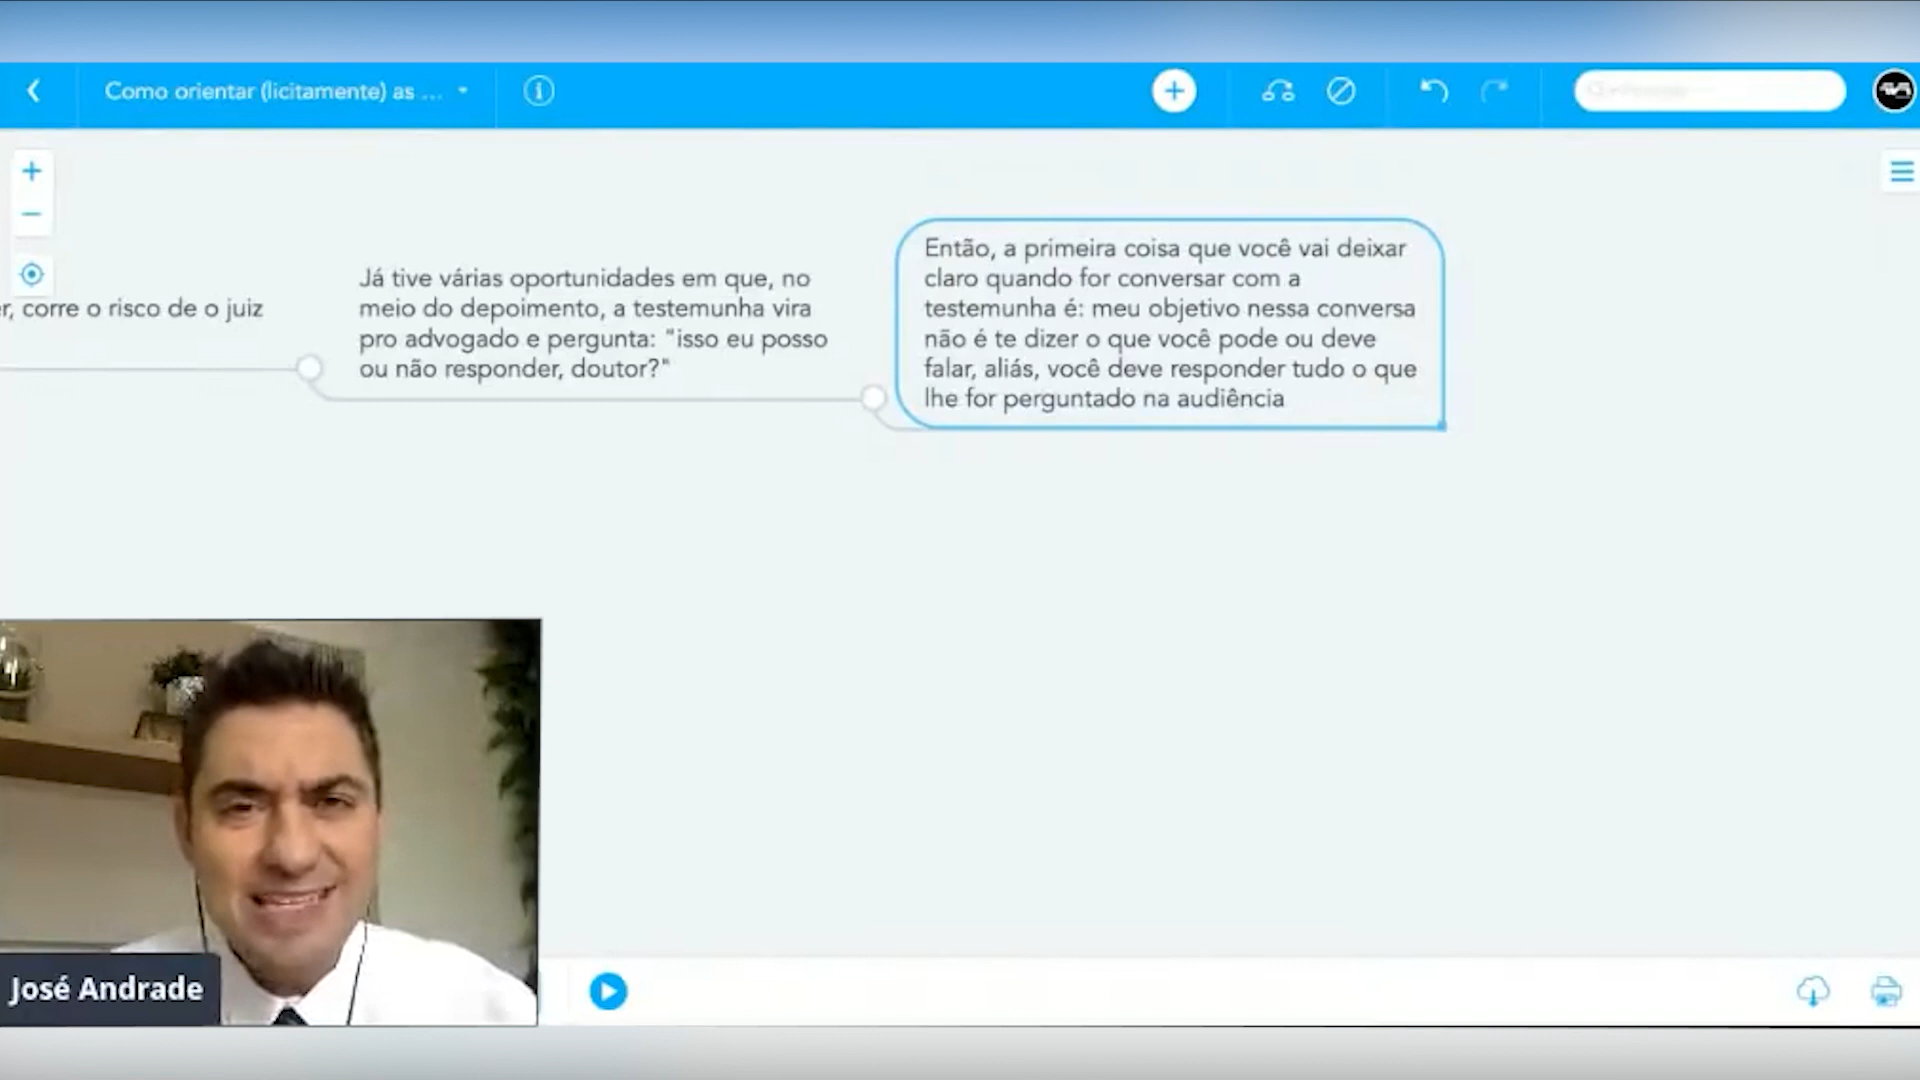 Como orientar (licitamente) as ...
r, corre o risco de o juiz
Já tive várias oportunidades em que, no
meio do depoimento, a testemunha vira
pro advogado e pergunta: "isso eu posso
ou não responder, doutor?"
Então, a primeira coisa que você vai deixar
claro quando for conversar com a
testemunha é: meu objetivo nessa conversa
não é te dizer o que você pode ou deve
falar, aliás, você deve responder tudo o que
lhe for perguntado na audiência
José Andrade